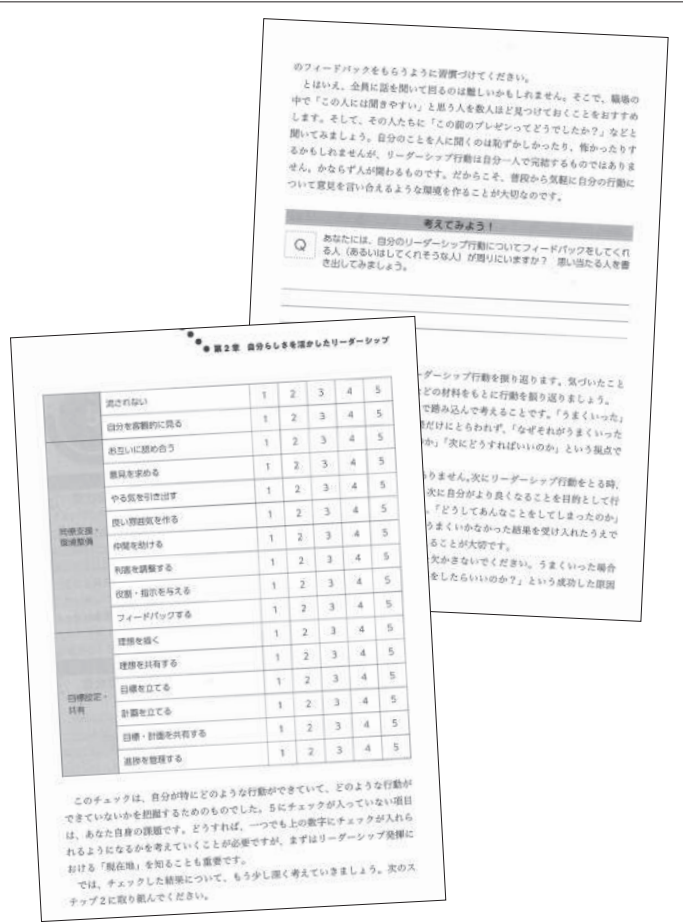 のフィードバックをもらうように習慣づけてください。
とはいえ、全員に話を聞いて回るのは難しいかもしれません。そこで、職場の
中で「この人には聞きやすい」と思う人を数人ほど見つけておくことをおすすめ
します。そして、その人たちに「この前のプレゼンってどうでしたか？」などと
聞いてみましょう。自分のことを人に聞くのは恥ずかしかったり、怖かったりす
るかもしれませんが、リーダーシップ行動は自分一人で完結するものではありま
せん。かならず人が関わるものです。だからこそ、普段から気軽に自分の行動に
ついて意見を言い合えるような環境を作ることが大切なのです。
考えてみよう！
Q
あなたには、自分のリーダーシップ行動についてフィードバックをしてくれ
る人（あるいはしてくれそうな人）が周りにいますか？ 思い当たる人を書
き出してみましょう。
ーダーシップ行動を振り返ります。気づいたこと
どの材料をもとに行動を振り返りましょう。
で踏み込んで考えることです。「うまくいった」
だけにとらわれず、「なぜそれがうまくいった
か」「次にどうすればいいのか」という視点で
りません。次にリーダーシップ行動をとる時、
次に自分がより良くなることを目的として行
、「どうしてあんなことをしてしまったのか」
うまくいかなかった結果を受け入れたうえで
ることが大切です。
欠かさないでください。うまくいった場合
をしたらいいのか？」という成功した原因
第2章 自分らしさを活かしたリーダーシップ
流されない 1 2 3 4 5
自分を客観的に見る 1 2 3 4 5
同僚支援・
環境整備
お互いに認め合う 1 2 3 4 5
意見を求める 1 2 3 4 5
やる気を引き出す 1 2 3 4 5
良い雰囲気を作る 1 2 3 4 5
仲間を助ける 1 2 3 4 5
利害を調整する 1 2 3 4 5
役割・指示を与える 1 2 3 4 5
フィードバックする 1 2 3 4 5
目標設定・
共有
理想を描く 1 2 3 4 5
理想を共有する 1 2 3 4 5
目標を立てる 1 2 3 4 5
計画を立てる 1 2 3 4 5
目標・計画を共有する 1 2 3 4 5
進捗を管理する 1 2 3 4 5
このチェックは、自分が特にどのような行動ができていて、どのような行動が
できていないかを把握するためのものでした。5にチェックが入っていない項目
は、あなた自身の課題です。どうすれば、一つでも上の数字にチェックが入れら
れるようになるかを考えていくことが必要ですが、まずはリーダーシップ発揮に
おける「現在地」を知ることも重要です。
では、チェックした結果について、もう少し深く考えていきましょう。次のス
テップ2に取り組んでください。